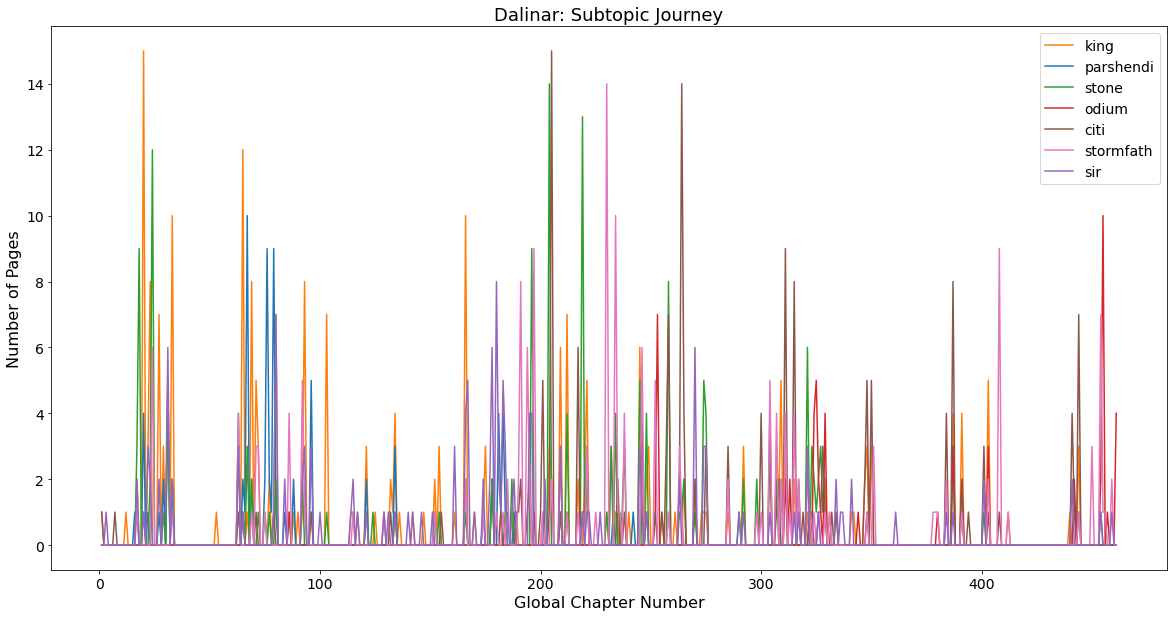 Dalinar: Subtopic Journey
king
parshendi
stone
odium
citi
stormfath
sir
Number of Pages
14
12
10
8
6
4
2
0
0 100 200 300 400
Global Chapter Number